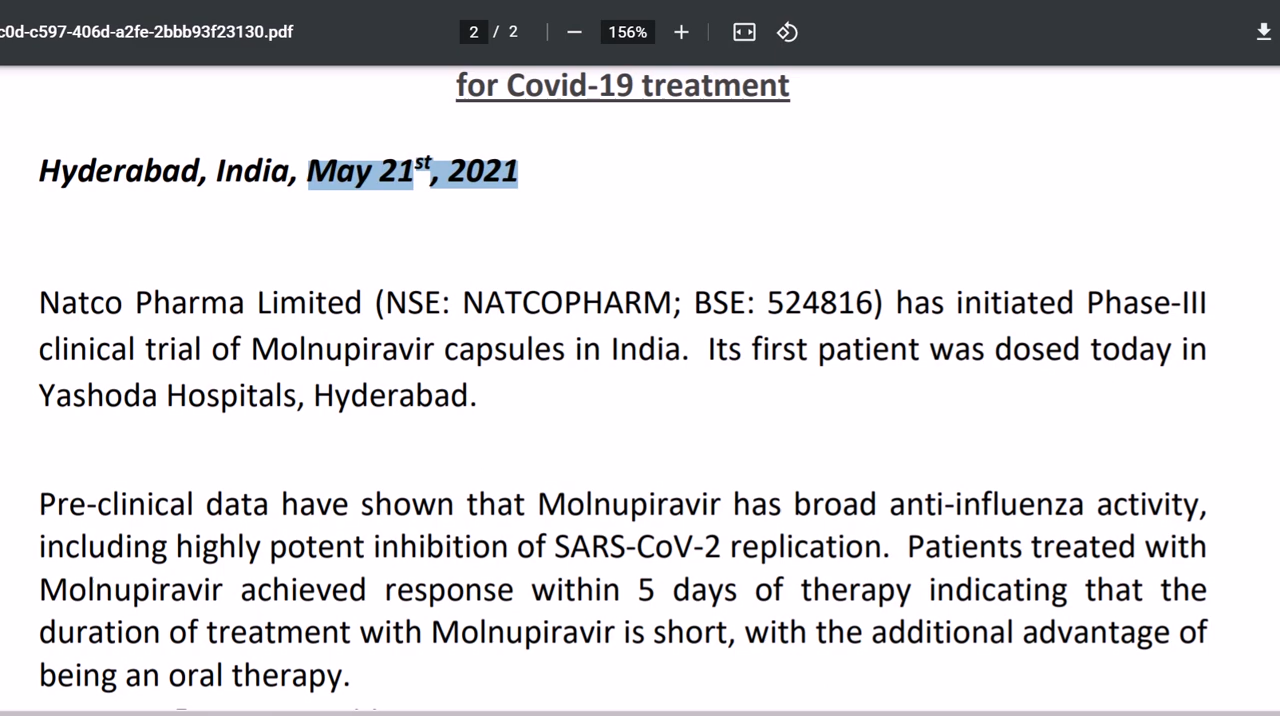 c0d-c597-406d-a2fe-2bbb93f23130.pdf 2 / 2 156%
for Covid-19 treatment
Hyderabad, India, May 21st, 2021
Natco Pharma Limited (NSE: NATCOPHARM; BSE: 524816) has initiated Phase-III
clinical trial of Molnupiravir capsules in India. Its first patient was dosed today in
Yashoda Hospitals, Hyderabad.
Pre-clinical data have shown that Molnupiravir has broad anti-influenza activity,
including highly potent inhibition of SARS-CoV-2 replication. Patients treated with
Molnupiravir achieved response within 5 days of therapy indicating that the
duration of treatment with Molnupiravir is short, with the additional advantage of
being an oral therapy.